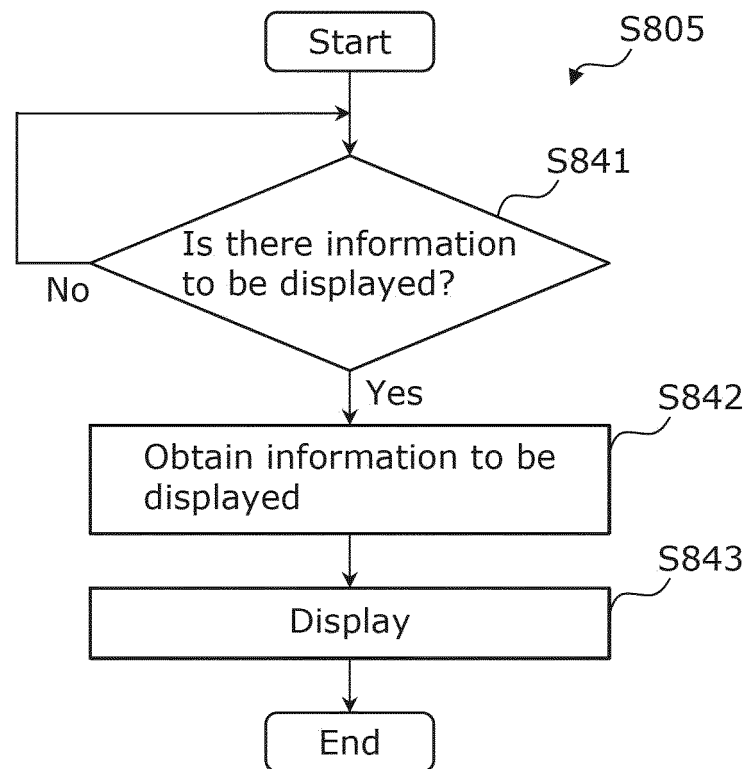 Start
S805
S841
Is there information
to be displayed?
No
Yes
S842
Obtain information to be
displayed
S843
Display
End